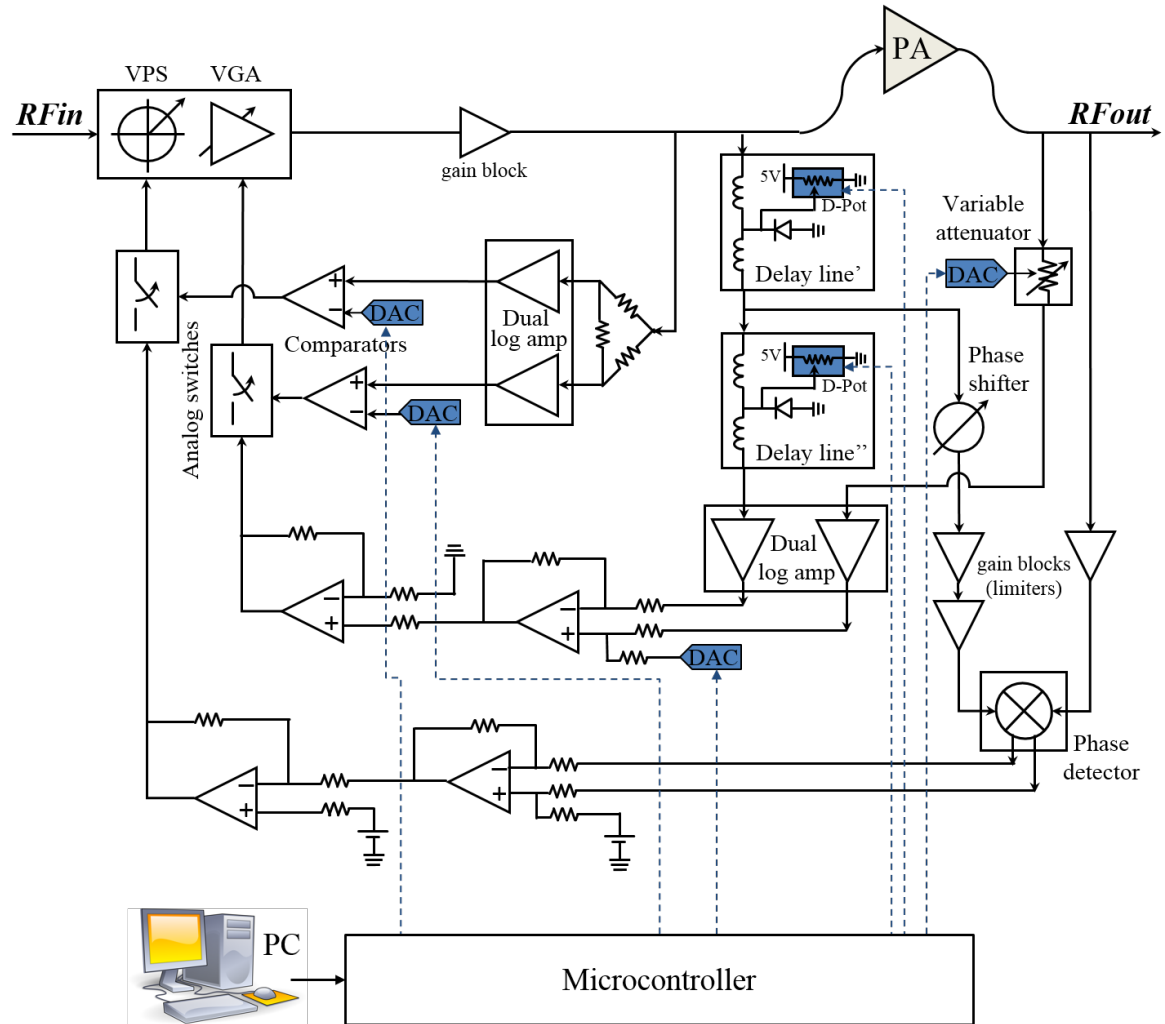 PA
VPS
VGA
RFin
RFout
gain block
5V
D-Pot
Delay line'
Variable
attenuator
DAC
DAC
Dual
log amp
Comparators
Analog switches
DAC
5V
D-Pot
Delay line''
Phase
shifter
Dual
log amp
gain blocks
(limiters)
DAC
Phase
detector
PC
Microcontroller